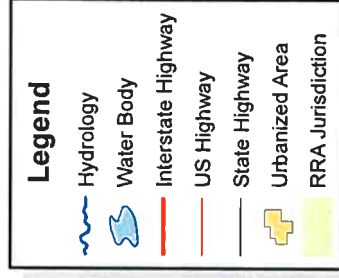 Legend
Hydrology
Water Body
Interstate Highway
US Highway
State Highway
Urbanized Area
RRA Jurisdiction